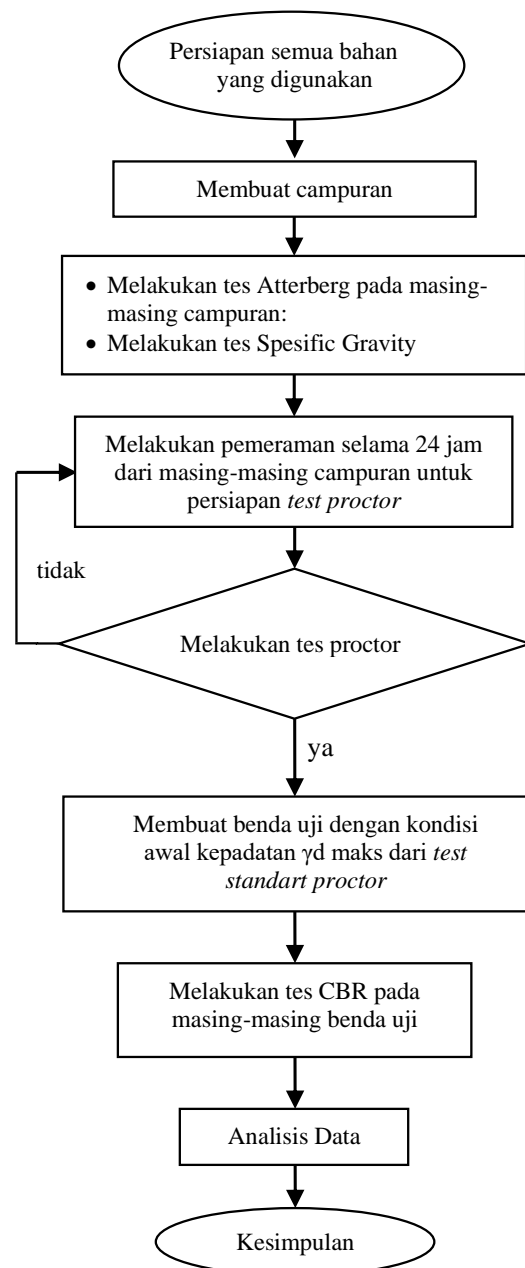 Persiapan semua bahan
yang digunakan
Membuat campuran
• Melakukan tes Atterberg pada masing-
masing campuran:
• Melakukan tes Spesific Gravity
Melakukan pemeraman selama 24 jam
dari masing-masing campuran untuk
persiapan test proctor
tidak
Melakukan tes proctor
ya
Membuat benda uji dengan kondisi
awal kepadatan γd maks dari test
standart proctor
Melakukan tes CBR pada
masing-masing benda uji
Analisis Data
Kesimpulan